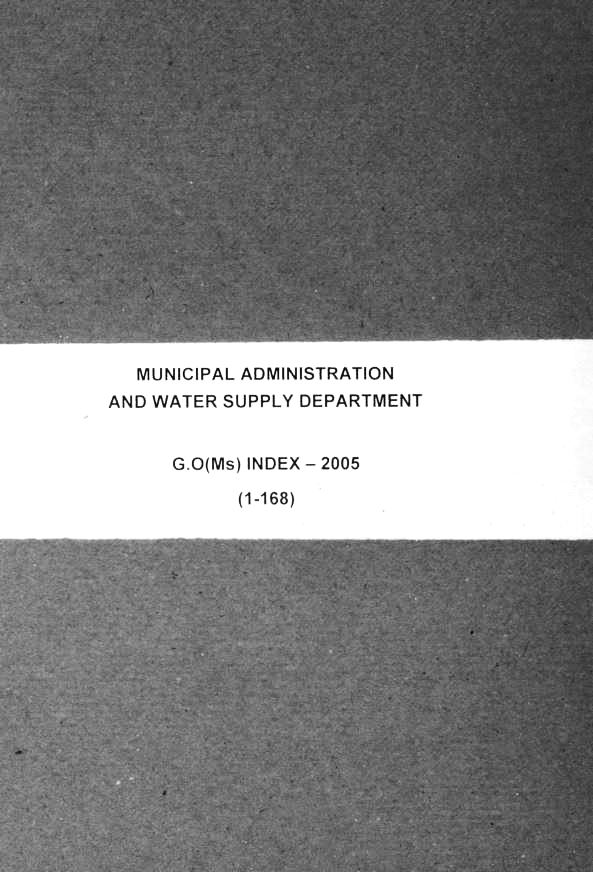 MUNICIPAL ADMINISTRATION
AND WATER SUPPLY DEPARTMENT
G.O(Ms) INDEX – 2005
(1-168)